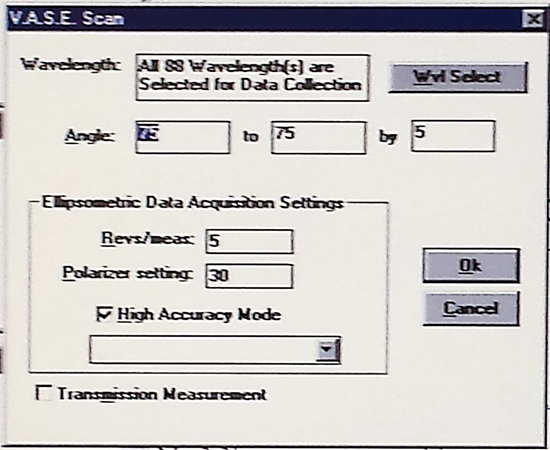 V.A.S.E. Scan
Wavelength: All 88 Wavelength(s) are
Selected for Data Collection
Wvl Select
Angle: 75 to 75 by 5
Ellipsometric Data Acquisition Settings
Revs/meas: 5
Polarizer setting: 30
High Accuracy Mode
Ok
Cancel
Transmission Measurement